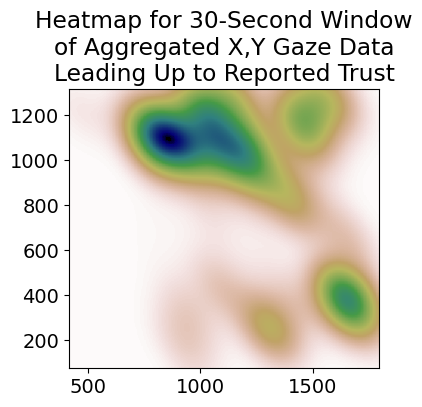 Heatmap for 30-Second Window
of Aggregated X,Y Gaze Data
Leading Up to Reported Trust
1200
1000
800
600
400
200
500 1000 1500